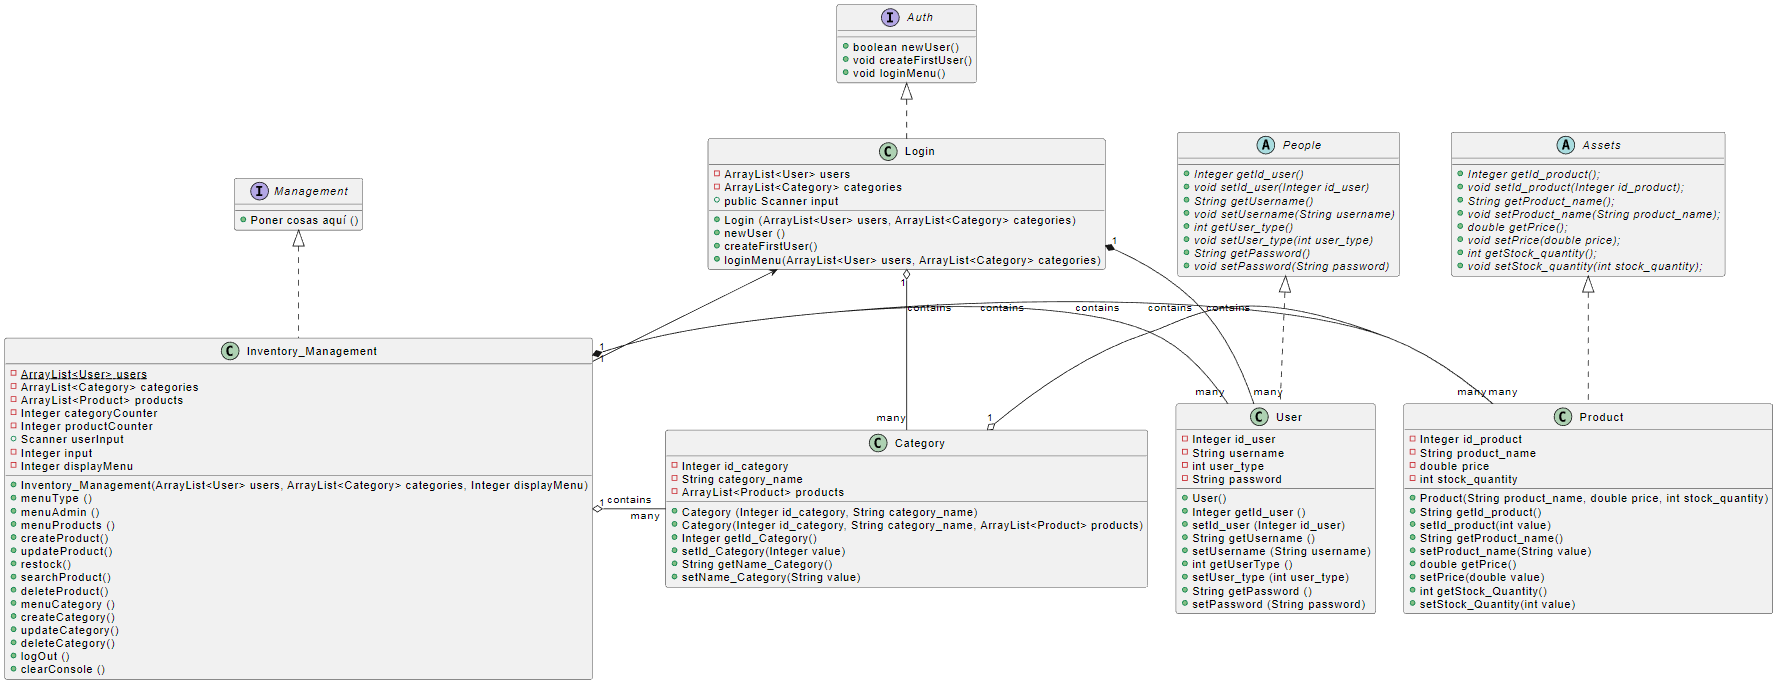 I Auth
boolean newUser()
void createFirstUser()
void loginMenu()
C Login
ArrayList<User> users
ArrayList<Category> categories
public Scanner input
Login (ArrayList<User> users, ArrayList<Category> categories)
newUser ()
createFirstUser()
loginMenu(ArrayList<User> users, ArrayList<Category> categories)
A People
Integer getId_user()
void setId_user(Integer id_user)
String getUsername()
void setUsername(String username)
int getUser_type()
void setUser_type(int user_type)
String getPassword()
void setPassword(String password)
A Assets
Integer getId_product();
void setId_product(Integer id_product);
String getProduct_name();
void setProduct_name(String product_name);
double getPrice();
void setPrice(double price);
int getStock_quantity();
void setStock_quantity(int stock_quantity);
I Management
Poner cosas aquí ()
1
1
contains
contains
contains
contains
contains
C Inventory_Management
ArrayList<User> users
ArrayList<Category> categories
ArrayList<Product> products
Integer categoryCounter
Integer productCounter
Scanner userInput
Integer input
Integer displayMenu
Inventory_Management(ArrayList<User> users, ArrayList<Category> categories, Integer displayMenu)
menuType ()
menuAdmin ()
menuProducts ()
createProduct()
updateProduct()
restock()
searchProduct()
deleteProduct()
menuCategory ()
createCategory()
updateCategory()
deleteCategory()
logOut ()
clearConsole ()
1
1
1 contains
many
many
1
many
many
many
many
C Category
Integer id_category
String category_name
ArrayList<Product> products
Category (Integer id_category, String category_name)
Category(Integer id_category, String category_name, ArrayList<Product> products)
Integer getId_Category()
setId_Category(Integer value)
String getName_Category()
setName_Category(String value)
C User
Integer id_user
String username
int user_type
String password
User()
Integer getId_user ()
setId_user (Integer id_user)
String getUsername ()
setUsername (String username)
int getUserType ()
setUser_type (int user_type)
String getPassword ()
setPassword (String password)
C Product
Integer id_product
String product_name
double price
int stock_quantity
Product(String product_name, double price, int stock_quantity)
String getId_product()
setId_product(int value)
String getProduct_name()
setProduct_name(String value)
double getPrice()
setPrice(double value)
int getStock_Quantity()
setStock_Quantity(int value)